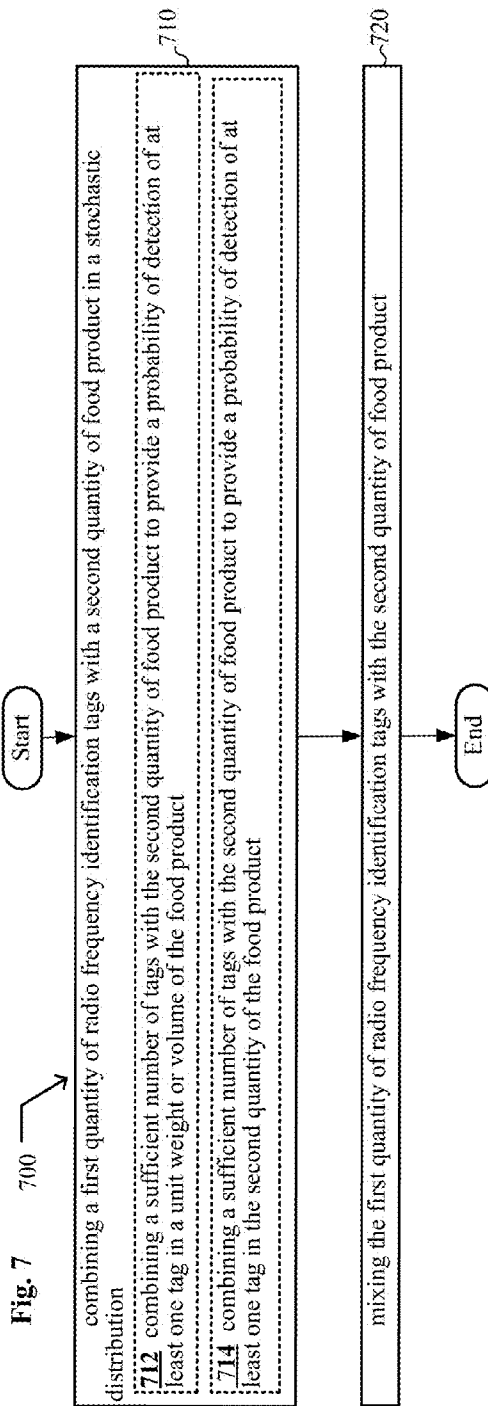 Fig. 7
700
Start
combining a first quantity of radio frequency identification tags with a second quantity of food product in a stochastic
distribution
712 combining a sufficient number of tags with the second quantity of food product to provide a probability of detection of at
least one tag in a unit weight or volume of the food product
714 combining a sufficient number of tags with the second quantity of food product to provide a probability of detection of at
least one tag in the second quantity of the food product
710
mixing the first quantity of radio frequency identification tags with the second quantity of food product
720
End